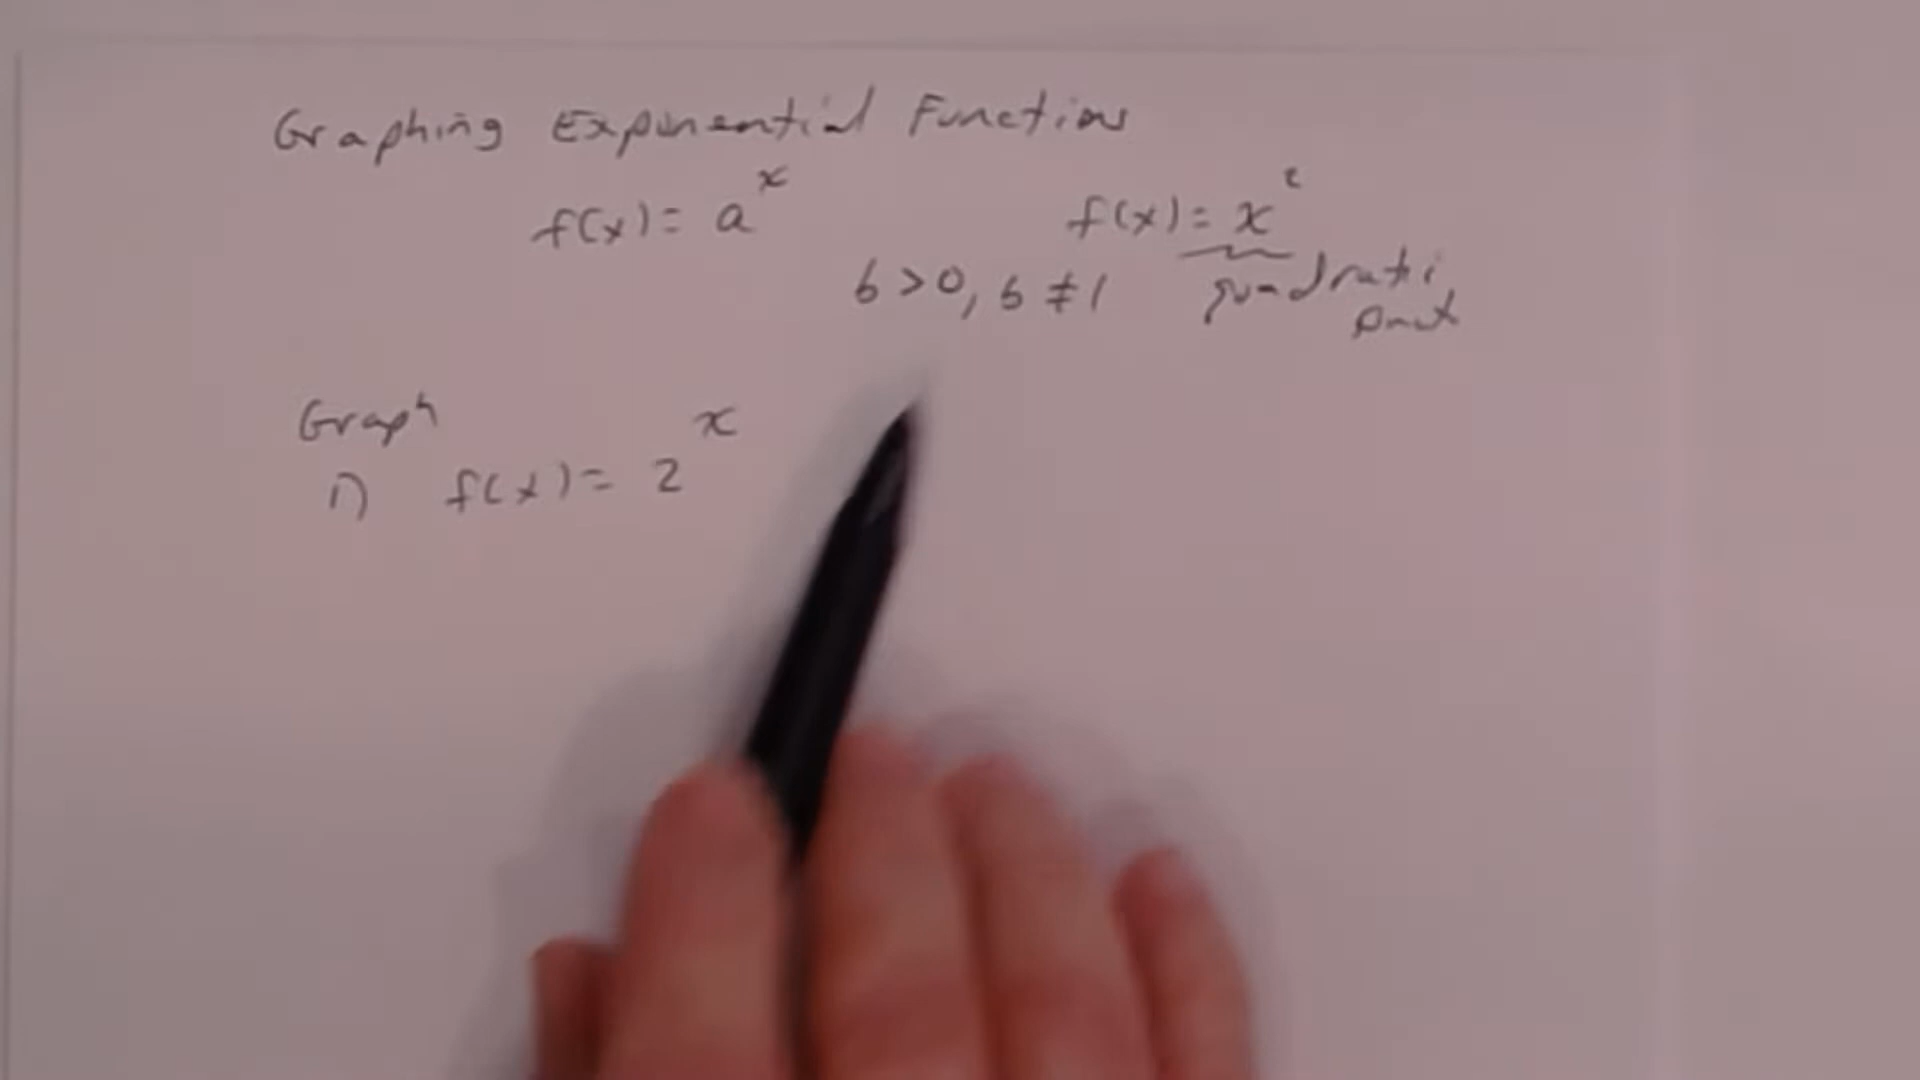 Graphing Exponential Functions
f(x) = a^x f(x) = x^2
b > 0, b ≠ 1 quadratic
Graph
1) f(x) = 2^x